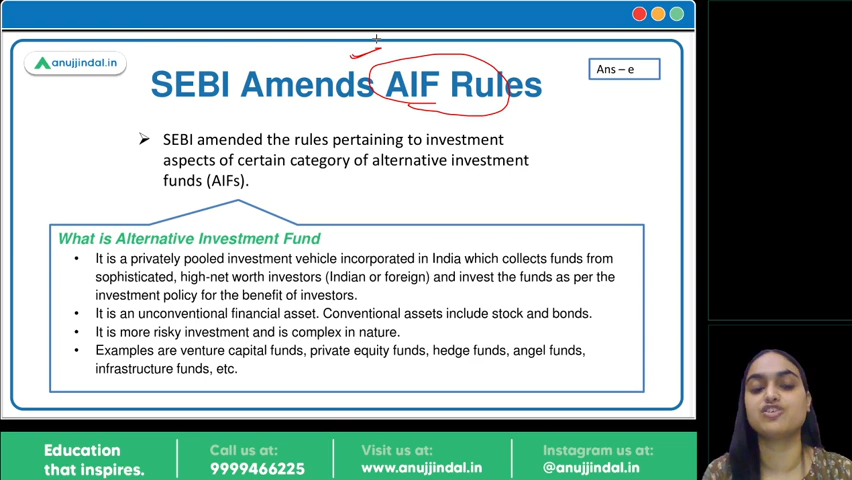 anujjindal.in
SEBI Amends AIF Rules
Ans – e
➢ SEBI amended the rules pertaining to investment
aspects of certain category of alternative investment
funds (AIFs).
What is Alternative Investment Fund
• It is a privately pooled investment vehicle incorporated in India which collects funds from
sophisticated, high-net worth investors (Indian or foreign) and invest the funds as per the
investment policy for the benefit of investors.
• It is an unconventional financial asset. Conventional assets include stock and bonds.
• It is more risky investment and is complex in nature.
• Examples are venture capital funds, private equity funds, hedge funds, angel funds,
infrastructure funds, etc.
Education
that inspires.
Call us at:
9999466225
Visit us at:
www.anujjindal.in
Instagram us at:
@anujjindal.in